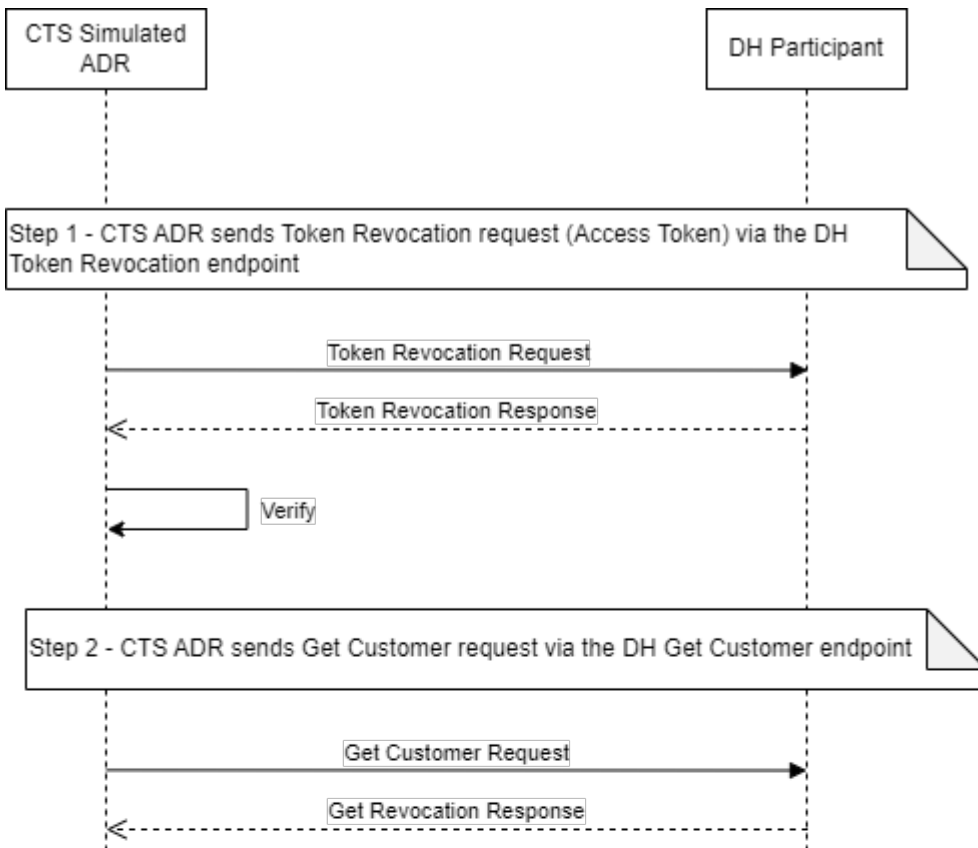 CTS Simulated
ADR
DH Participant
Step 1 - CTS ADR sends Token Revocation request (Access Token) via the DH
Token Revocation endpoint
Token Revocation Request
Token Revocation Response
Verify
Step 2 - CTS ADR sends Get Customer request via the DH Get Customer endpoint
Get Customer Request
Get Revocation Response